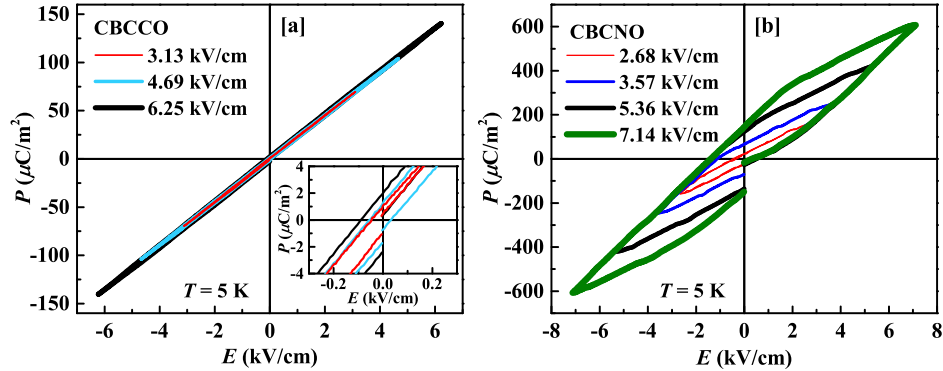 CBCCO
[a]
3.13 kV/cm
4.69 kV/cm
6.25 kV/cm
P (μC/m²)
150
100
50
0
-50
-100
-150
T = 5 K
-6 -4 -2 0 2 4 6
E (kV/cm)
P (μC/m²)
4
2
0
-2
-4
-0.2 0.0 0.2
E (kV/cm)
CBCNO
[b]
2.68 kV/cm
3.57 kV/cm
5.36 kV/cm
7.14 kV/cm
P (μC/m²)
600
400
200
0
-200
-400
-600
T = 5 K
-8 -6 -4 -2 0 2 4 6 8
E (kV/cm)